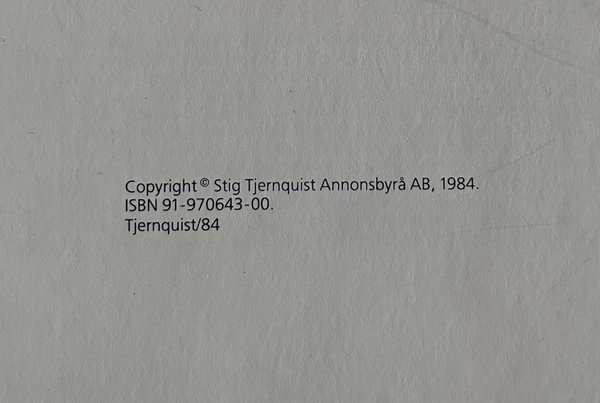 Copyright © Stig Tjernquist Annonsbyrå AB, 1984.
ISBN 91-970643-00.
Tjernquist/84